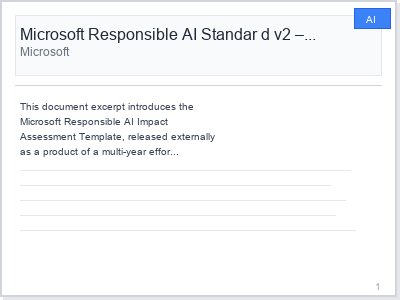 AI
Microsoft Responsible AI Standar d v2 –...
Microsoft
This document excerpt introduces the
Microsoft Responsible AI Impact
Assessment Template, released externally
as a product of a multi-year effor...
1